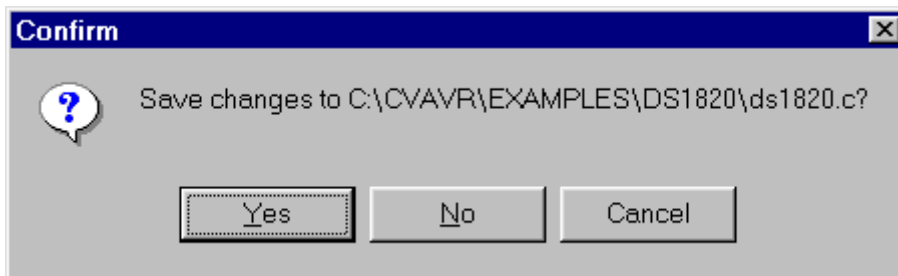 Confirm
Save changes to C:\CVAVR\EXAMPLES\DS1820\ds1820.c?
Yes No Cancel